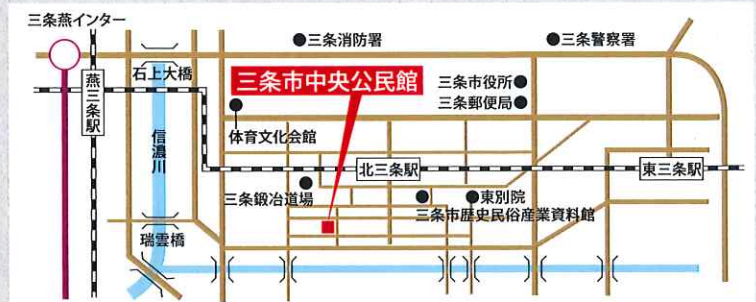 三条燕インター
三条消防署
三条警察署
燕三条駅
石上大橋
三条市中央公民館
三条市役所
三条郵便局
体育文化会館
信濃川
北三条駅
東三条駅
三条鍛冶道場
東別院
三条市歴史民俗産業資料館
瑞雲橋